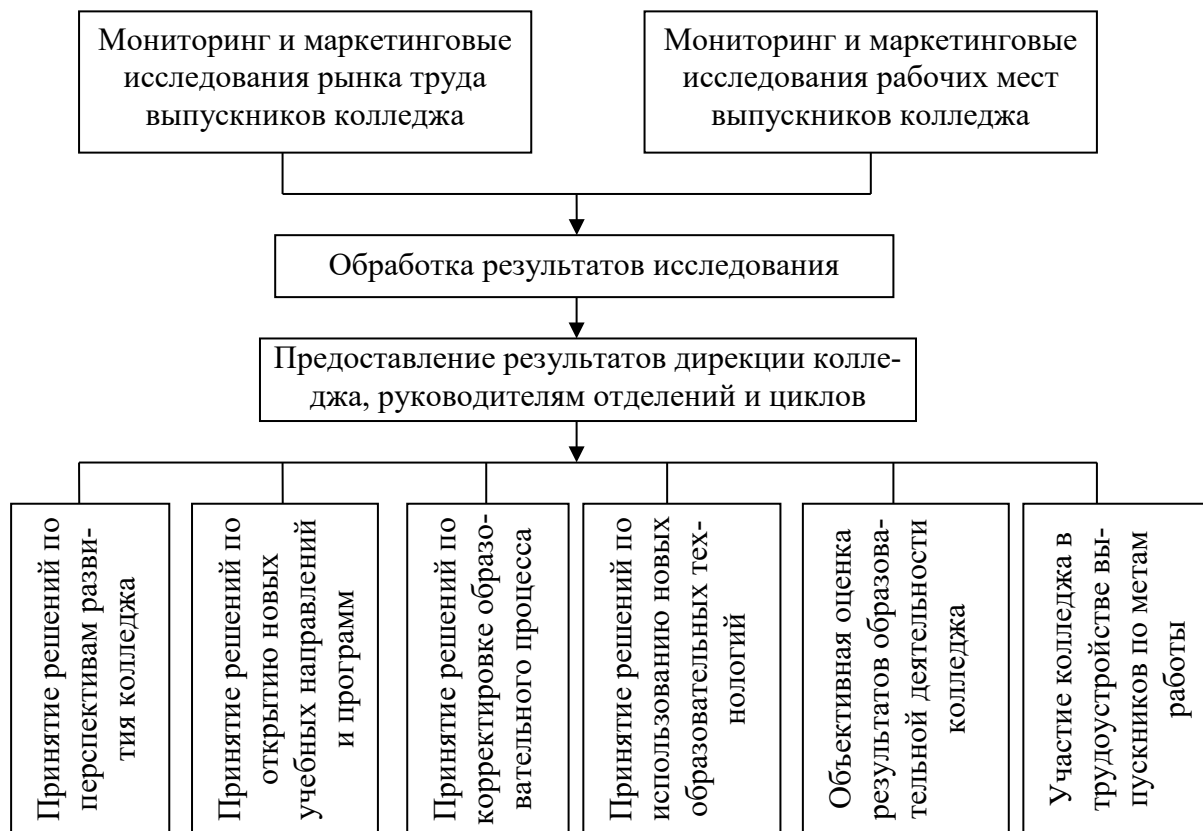 Мониторинг и маркетинговые
исследования рынка труда
выпускников колледжа
Мониторинг и маркетинговые
исследования рабочих мест
выпускников колледжа
Обработка результатов исследования
Предоставление результатов дирекции колле-
джа, руководителям отделений и циклов
Принятие решений по
перспективам разви-
тия колледжа
Принятие решений по
открытию новых
учебных направлений
и программ
Принятие решений по
корректировке образо-
вательного процесса
Принятие решений по
использованию новых
образовательных тех-
нологий
Объективная оценка
результатов образова-
тельной деятельности
колледжа
Участие колледжа в
трудоустройстве вы-
пускников по метам
работы